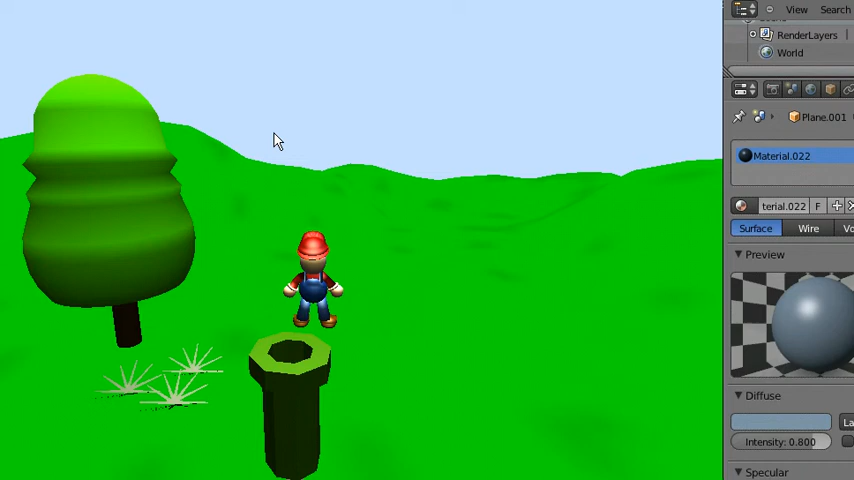 View Search
RenderLayers
World
Plane.001
Material.022
terial.022 F
Surface Wire
Preview
Diffuse
Intensity: 0.800
Specular